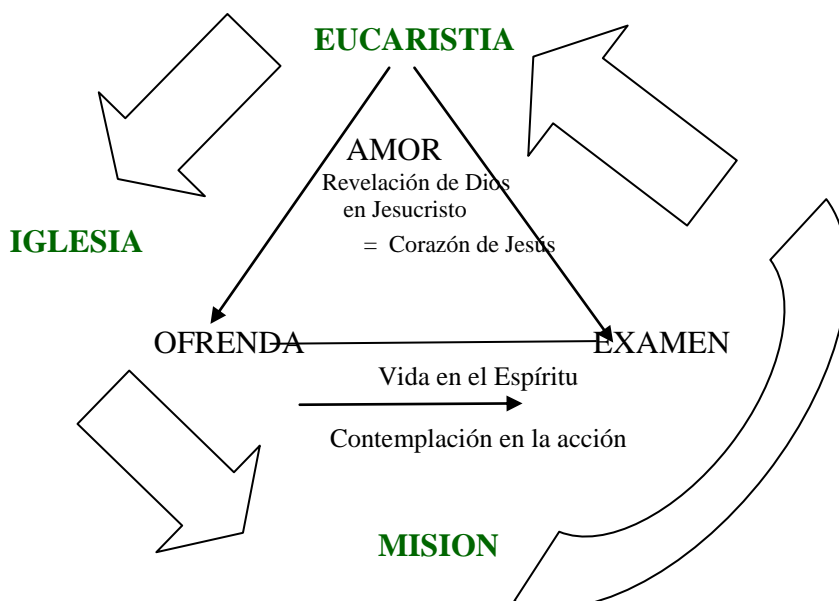 EUCARISTIA
AMOR
Revelación de Dios
en Jesucristo
= Corazón de Jesús
IGLESIA
OFRENDA
EXAMEN
Vida en el Espíritu
Contemplación en la acción
MISION